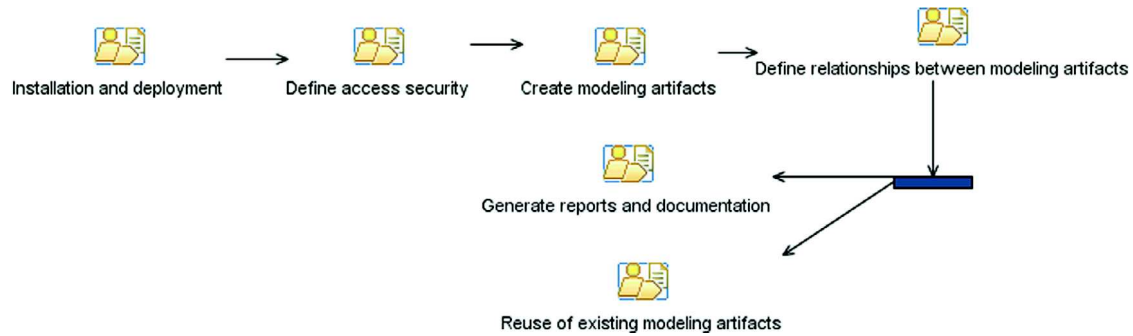 Installation and deployment
Define access security
Create modeling artifacts
Define relationships between modeling artifacts
Generate reports and documentation
Reuse of existing modeling artifacts